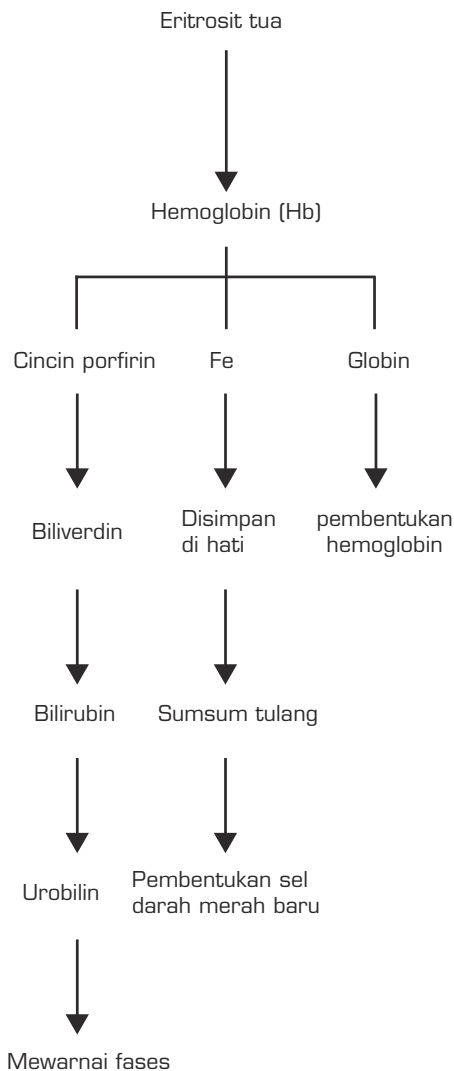 Eritrosit tua
Hemoglobin (Hb)
Cincin porfirin
Fe
Globin
Biliverdin
Disimpan
di hati
pembentukan
hemoglobin
Bilirubin
Sumsum tulang
Urobilin
Pembentukan sel
darah merah baru
Mewarnai fases